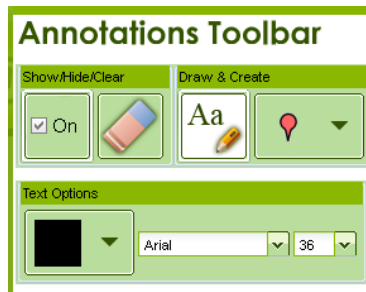 Annotations Toolbar
Show/Hide/Clear Draw & Create
On Aa
Text Options
Arial 36